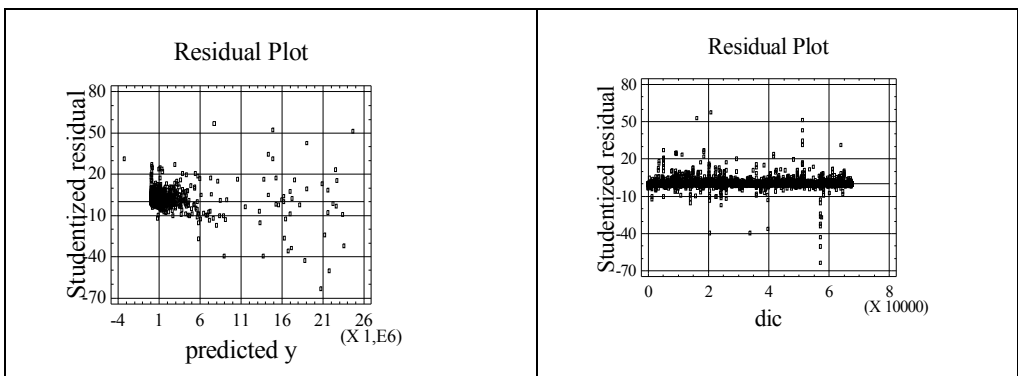 Residual Plot
Studentized residual
80
50
20
-10
-40
-70
-4 1 6 11 16 21 26
(X 1,E6)
predicted y
Residual Plot
Studentized residual
80
50
20
-10
-40
-70
0 2 4 6 8
(X 10000)
dic